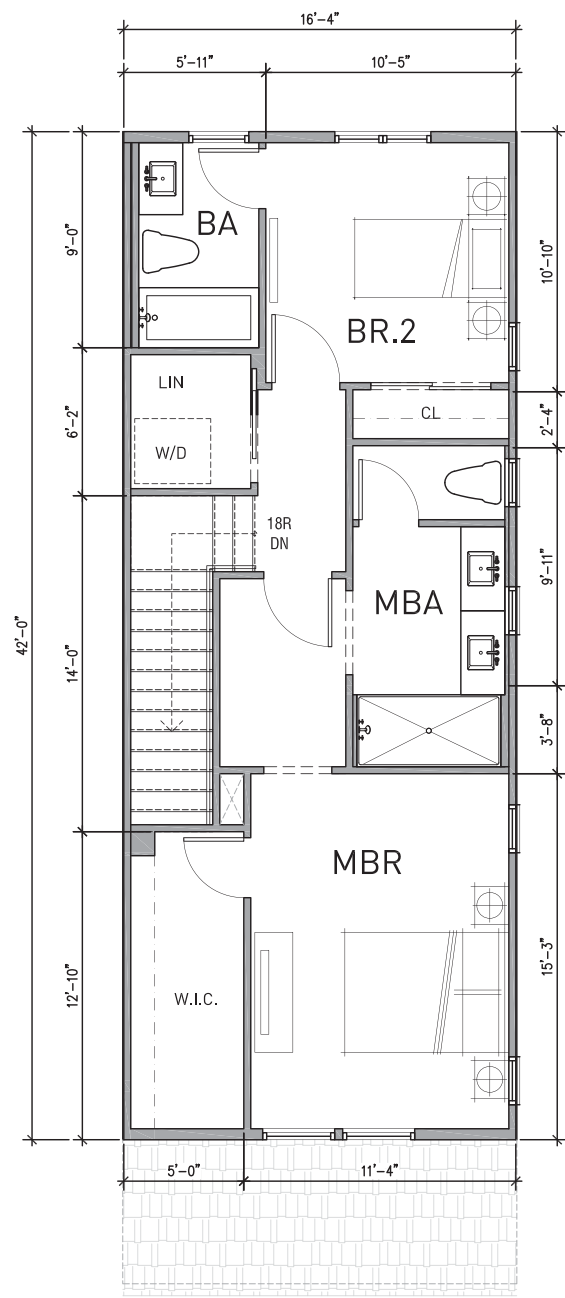 16'-4"
5'-11"
10'-5"
9'-0"
BA
10'-10"
BR.2
LIN
6'-2"
CL
2'-4"
W/D
18R
DN
9'-11"
MBA
42'-0"
14'-0"
3'-8"
MBR
15'-3"
12'-10"
W.I.C.
5'-0"
11'-4"